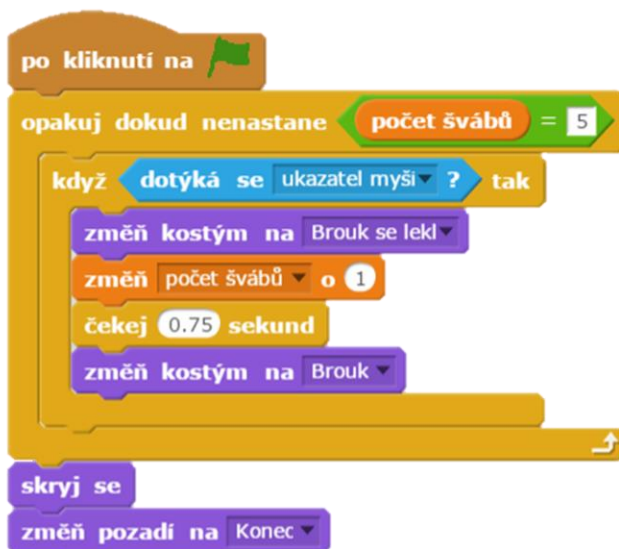 po kliknutí na
opakuj dokud nenastane počet švábů = 5
když dotýká se ukazatel myši ? tak
změň kostým na Brouk se lekl
změň počet švábů o 1
čekej 0.75 sekund
změň kostým na Brouk
skryj se
změň pozadí na Konec